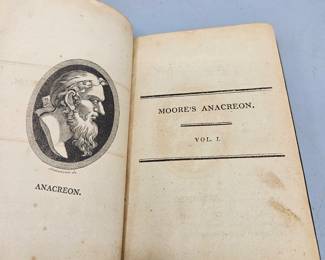 ANACREON.
MOORE'S ANACREON.
VOL. I.